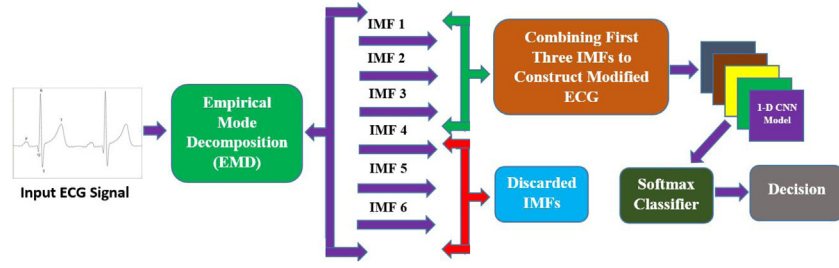 Input ECG Signal
Empirical
Mode
Decomposition
(EMD)
IMF 1
IMF 2
IMF 3
IMF 4
IMF 5
IMF 6
Combining First
Three IMFs to
Construct Modified
ECG
Discarded
IMFs
1-D CNN
Model
Softmax
Classifier
Decision